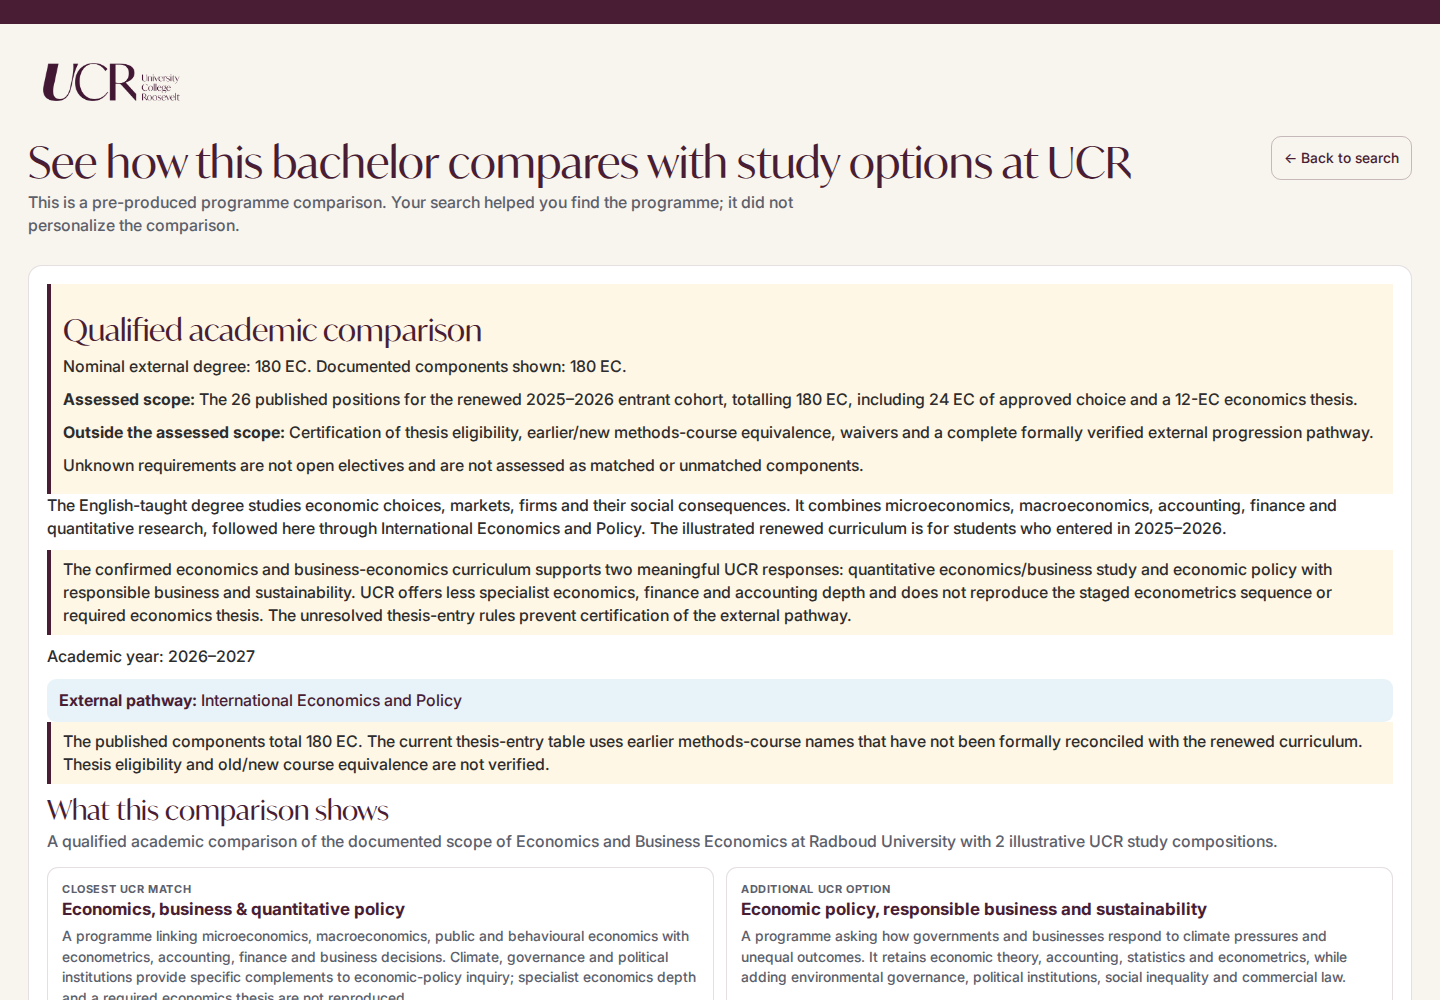 UCR University College Roosevelt
See how this bachelor compares with study options at UCR
← Back to search
This is a pre-produced programme comparison. Your search helped you find the programme; it did not
personalize the comparison.
Qualified academic comparison
Nominal external degree: 180 EC. Documented components shown: 180 EC.
Assessed scope: The 26 published positions for the renewed 2025–2026 entrant cohort, totalling 180 EC, including 24 EC of approved choice and a 12-EC economics thesis.
Outside the assessed scope: Certification of thesis eligibility, earlier/new methods-course equivalence, waivers and a complete formally verified external progression pathway.
Unknown requirements are not open electives and are not assessed as matched or unmatched components.
The English-taught degree studies economic choices, markets, firms and their social consequences. It combines microeconomics, macroeconomics, accounting, finance and
quantitative research, followed here through International Economics and Policy. The illustrated renewed curriculum is for students who entered in 2025–2026.
The confirmed economics and business-economics curriculum supports two meaningful UCR responses: quantitative economics/business study and economic policy with
responsible business and sustainability. UCR offers less specialist economics, finance and accounting depth and does not reproduce the staged econometrics sequence or
required economics thesis. The unresolved thesis-entry rules prevent certification of the external pathway.
Academic year: 2026–2027
External pathway: International Economics and Policy
The published components total 180 EC. The current thesis-entry table uses earlier methods-course names that have not been formally reconciled with the renewed curriculum.
Thesis eligibility and old/new course equivalence are not verified.
What this comparison shows
A qualified academic comparison of the documented scope of Economics and Business Economics at Radboud University with 2 illustrative UCR study compositions.
CLOSEST UCR MATCH
Economics, business & quantitative policy
A programme linking microeconomics, macroeconomics, public and behavioural economics with
econometrics, accounting, finance and business decisions. Climate, governance and political
institutions provide specific complements to economic-policy inquiry; specialist economics depth
and a required economics thesis are not reproduced.
ADDITIONAL UCR OPTION
Economic policy, responsible business and sustainability
A programme asking how governments and businesses respond to climate pressures and
unequal outcomes. It retains economic theory, accounting, statistics and econometrics, while
adding environmental governance, political institutions, social inequality and commercial law.